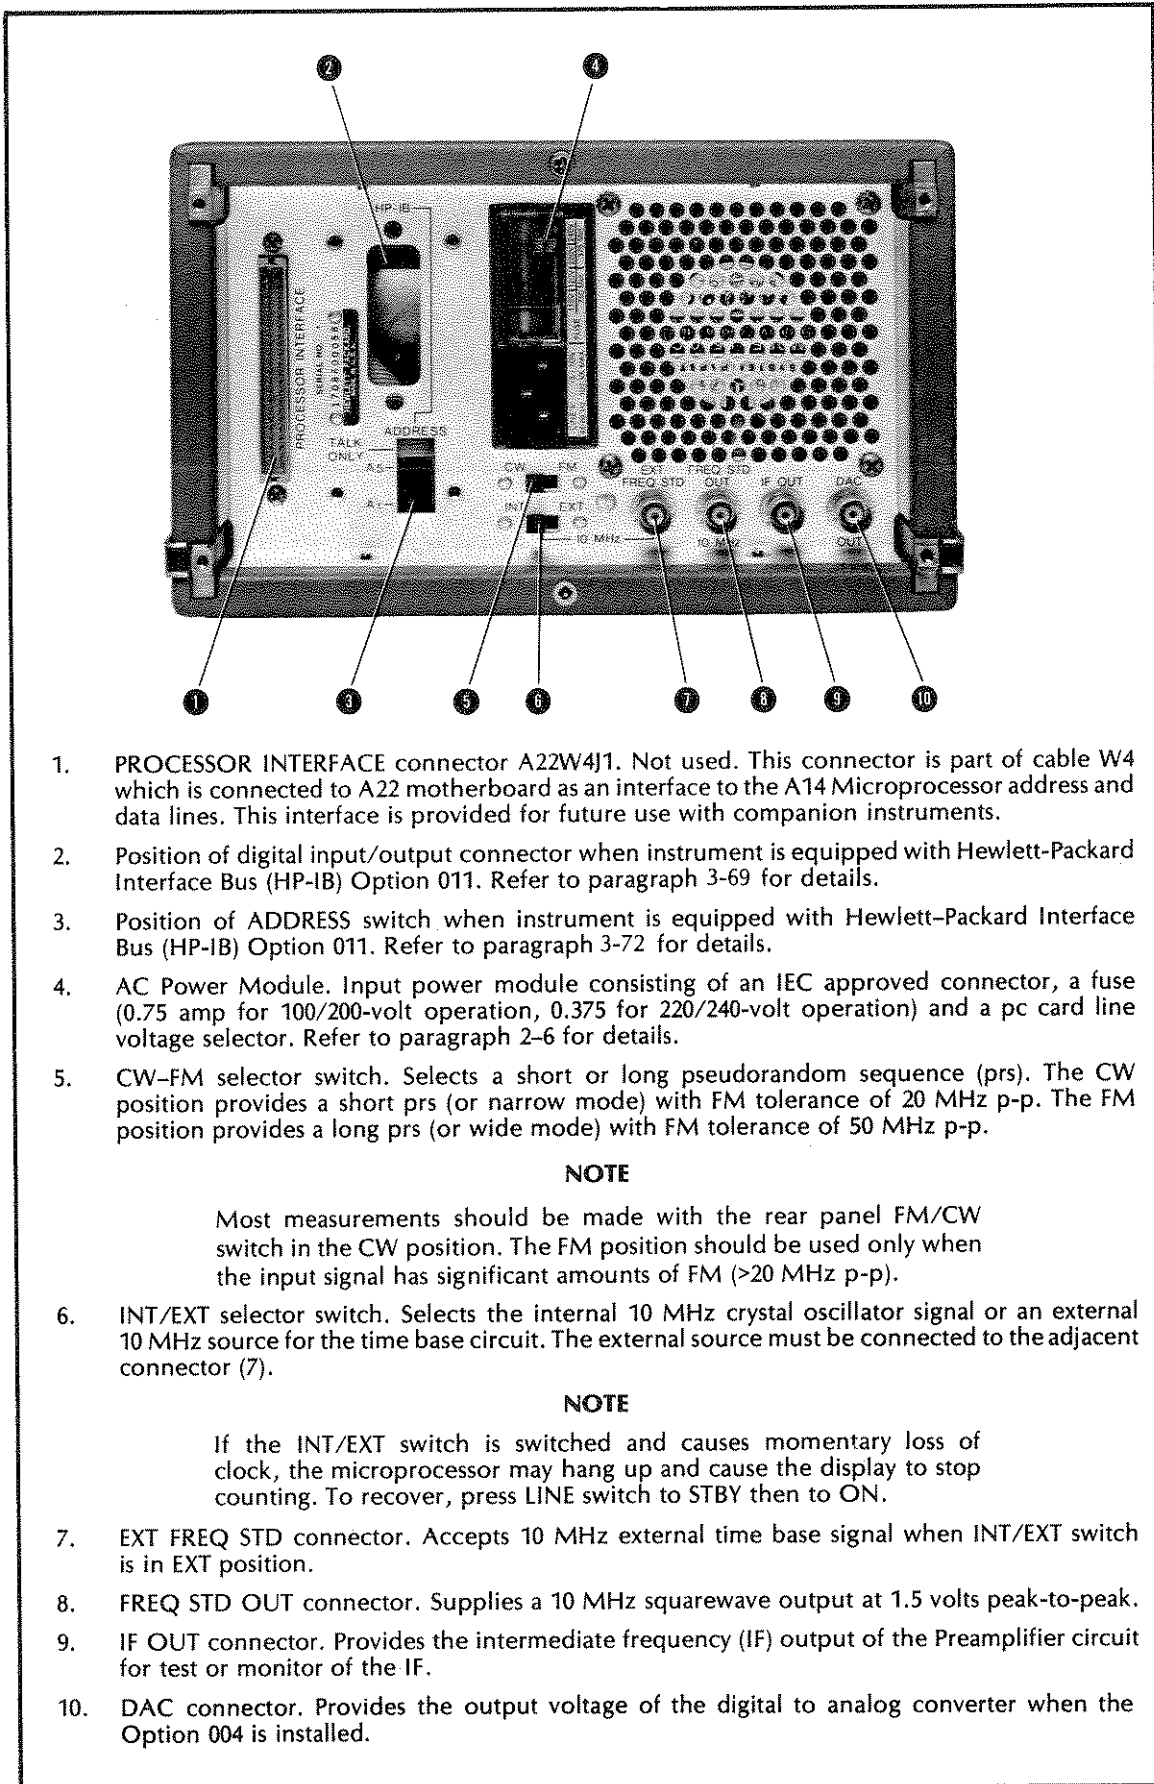 2
4
HP-IB
PROCESSOR INTERFACE
SERIAL NO.
ADDRESS
TALK
ONLY
A5
A1
CW FM
INT EXT
10 MHz
EXT
FREQ STD
FREQ STD
OUT
10 MHz
IF OUT
DAC
OUT
1
3
5
6
7
8
9
10
1. PROCESSOR INTERFACE connector A22W4J1. Not used. This connector is part of cable W4
which is connected to A22 motherboard as an interface to the A14 Microprocessor address and
data lines. This interface is provided for future use with companion instruments.
2. Position of digital input/output connector when instrument is equipped with Hewlett-Packard
Interface Bus (HP-IB) Option 011. Refer to paragraph 3-69 for details.
3. Position of ADDRESS switch when instrument is equipped with Hewlett–Packard Interface
Bus (HP-IB) Option 011. Refer to paragraph 3-72 for details.
4. AC Power Module. Input power module consisting of an IEC approved connector, a fuse
(0.75 amp for 100/200-volt operation, 0.375 for 220/240-volt operation) and a pc card line
voltage selector. Refer to paragraph 2–6 for details.
5. CW–FM selector switch. Selects a short or long pseudorandom sequence (prs). The CW
position provides a short prs (or narrow mode) with FM tolerance of 20 MHz p-p. The FM
position provides a long prs (or wide mode) with FM tolerance of 50 MHz p-p.
NOTE
Most measurements should be made with the rear panel FM/CW
switch in the CW position. The FM position should be used only when
the input signal has significant amounts of FM (>20 MHz p-p).
6. INT/EXT selector switch. Selects the internal 10 MHz crystal oscillator signal or an external
10 MHz source for the time base circuit. The external source must be connected to the adjacent
connector (7).
NOTE
If the INT/EXT switch is switched and causes momentary loss of
clock, the microprocessor may hang up and cause the display to stop
counting. To recover, press LINE switch to STBY then to ON.
7. EXT FREQ STD connector. Accepts 10 MHz external time base signal when INT/EXT switch
is in EXT position.
8. FREQ STD OUT connector. Supplies a 10 MHz squarewave output at 1.5 volts peak-to-peak.
9. IF OUT connector. Provides the intermediate frequency (IF) output of the Preamplifier circuit
for test or monitor of the IF.
10. DAC connector. Provides the output voltage of the digital to analog converter when the
Option 004 is installed.